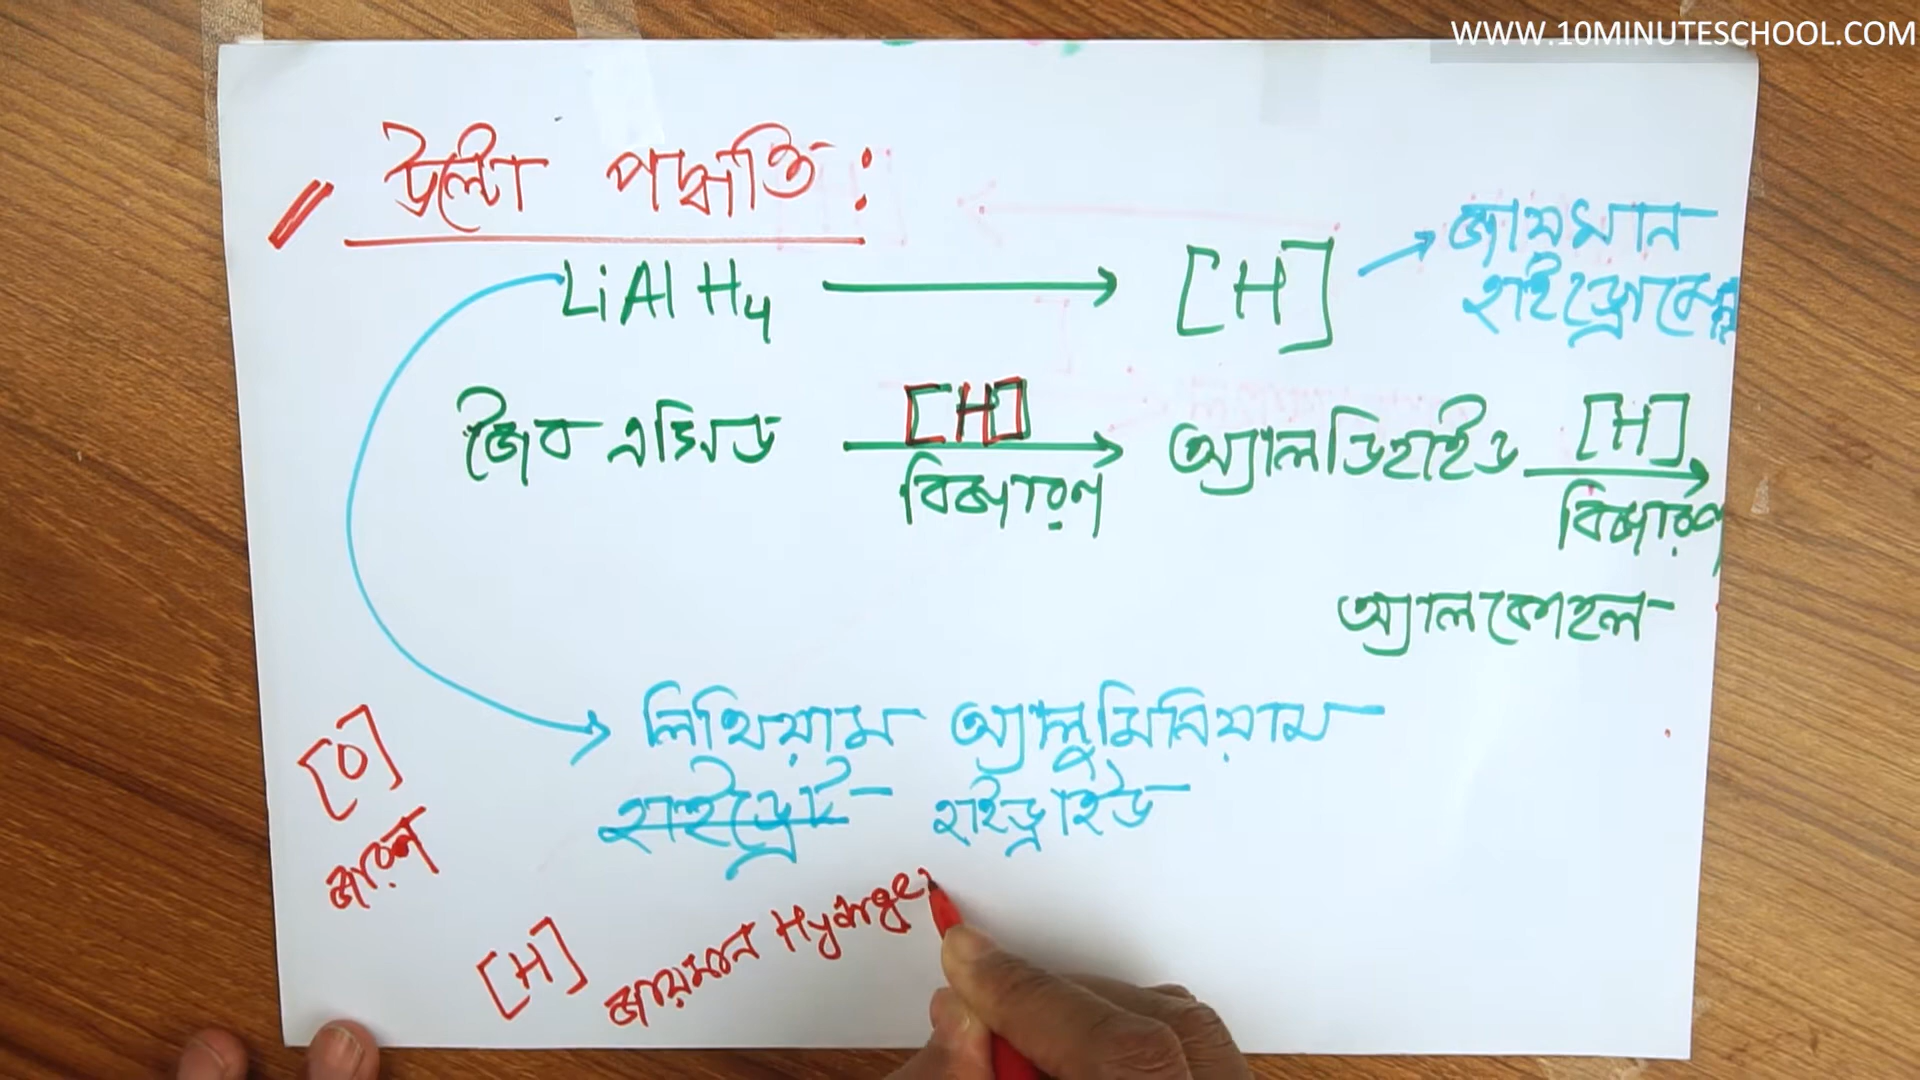 WWW.10MINUTESCHOOL.COM
উল্টো পদ্ধতি :
LiAlH4 → [H] → জায়মান
হাইড্রোজেন
জৈব এসিড [H] → অ্যালডিহাইড [H] →
বিজারণ বিজারণ
অ্যালকোহল
লিথিয়াম অ্যালুমিনিয়াম
হাইড্রেট হাইড্রাইড
[O]
জারণ
[H] জায়মান Hydroge